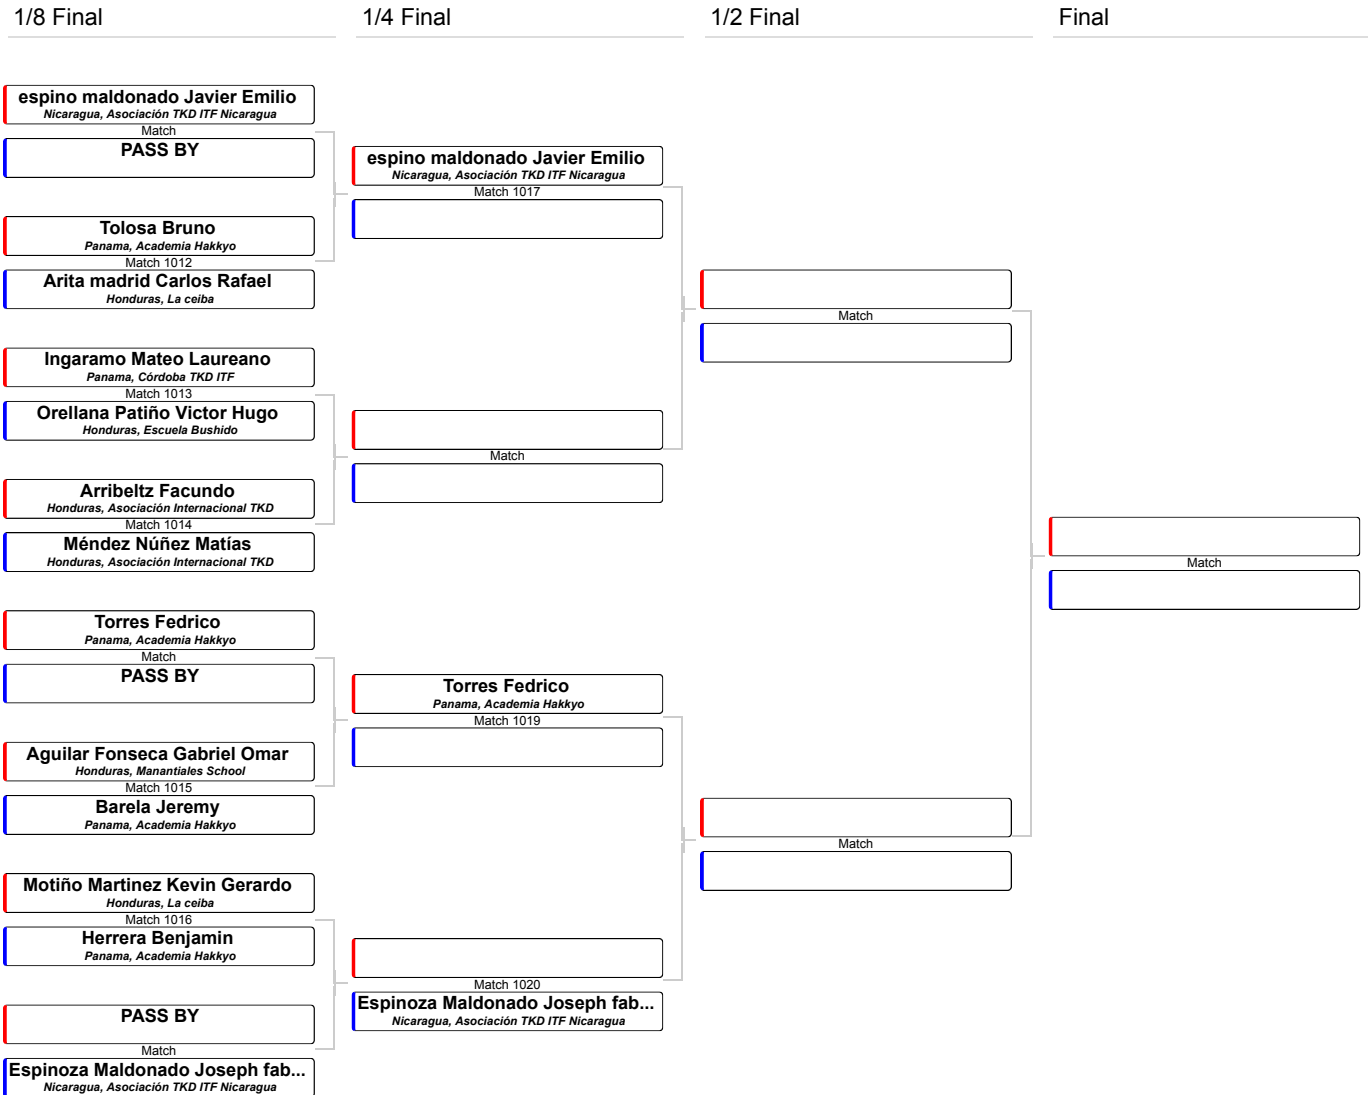 1/8 Final
1/4 Final
1/2 Final
Final
espino maldonado Javier Emilio
Nicaragua, Asociación TKD ITF Nicaragua
Match
PASS BY
Tolosa Bruno
Panama, Academia Hakkyo
Match 1012
Arita madrid Carlos Rafael
Honduras, La ceiba
Ingaramo Mateo Laureano
Panama, Córdoba TKD ITF
Match 1013
Orellana Patiño Victor Hugo
Honduras, Escuela Bushido
Arribeltz Facundo
Honduras, Asociación Internacional TKD
Match 1014
Méndez Núñez Matías
Honduras, Asociación Internacional TKD
Torres Fedrico
Panama, Academia Hakkyo
Match
PASS BY
Aguilar Fonseca Gabriel Omar
Honduras, Manantiales School
Match 1015
Barela Jeremy
Panama, Academia Hakkyo
Motiño Martinez Kevin Gerardo
Honduras, La ceiba
Match 1016
Herrera Benjamin
Panama, Academia Hakkyo
PASS BY
Match
Espinoza Maldonado Joseph fab...
Nicaragua, Asociación TKD ITF Nicaragua
espino maldonado Javier Emilio
Nicaragua, Asociación TKD ITF Nicaragua
Match 1017
Match
Torres Fedrico
Panama, Academia Hakkyo
Match 1019
Match 1020
Espinoza Maldonado Joseph fab...
Nicaragua, Asociación TKD ITF Nicaragua
Match
Match
Match